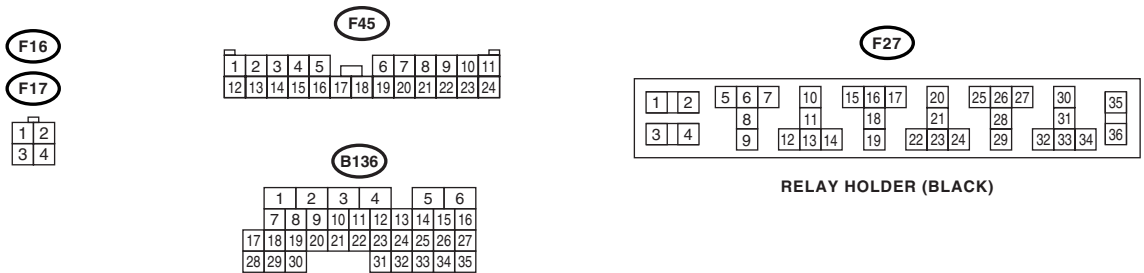 F16
F17
1 2
3 4
F45
1 2 3 4 5 6 7 8 9 10 11
12 13 14 15 16 17 18 19 20 21 22 23 24
B136
1 2 3 4 5 6
7 8 9 10 11 12 13 14 15 16
17 18 19 20 21 22 23 24 25 26 27
28 29 30 31 32 33 34 35
F27
1 2 5 6 7 10 15 16 17 20 25 26 27 30 35
8 11 18 21 28 31
3 4 9 12 13 14 19 22 23 24 29 32 33 34 36
RELAY HOLDER (BLACK)